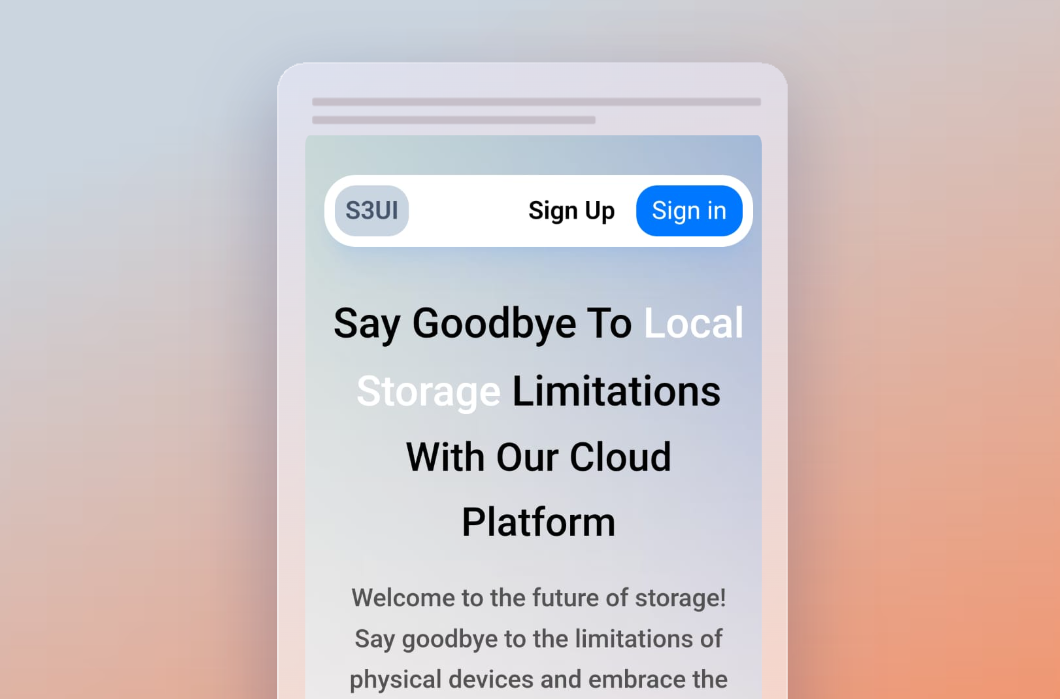 S3UI Sign Up Sign in
Say Goodbye To Local
Storage Limitations
With Our Cloud
Platform
Welcome to the future of storage!
Say goodbye to the limitations of
physical devices and embrace the